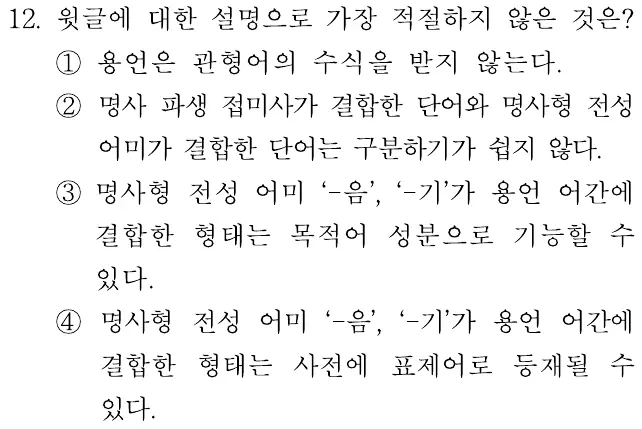 12. 윗글에 대한 설명으로 가장 적절하지 않은 것은?
① 용언은 관형어의 수식을 받지 않는다.
② 명사 파생 접미사가 결합한 단어와 명사형 전성
어미가 결합한 단어는 구분하기가 쉽지 않다.
③ 명사형 전성 어미 ‘-음’, ‘-기’가 용언 어간에
결합한 형태는 목적어 성분으로 기능할 수
있다.
④ 명사형 전성 어미 ‘-음’, ‘-기’가 용언 어간에
결합한 형태는 사전에 표제어로 등재될 수
있다.